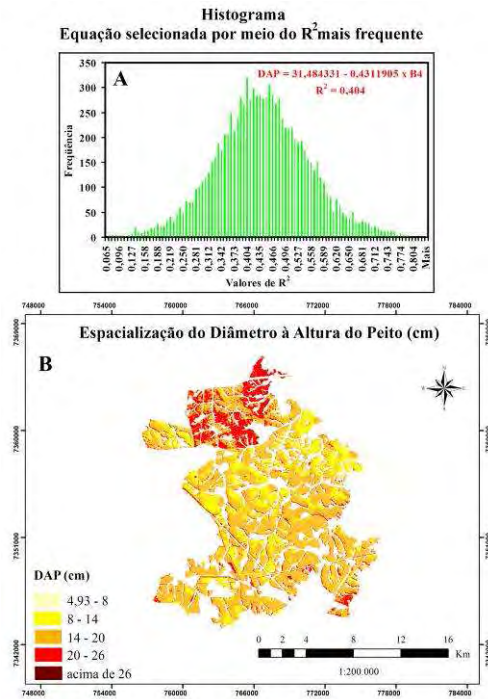 Histograma
Equação selecionada por meio do R²mais frequente
A
DAP = 31,484331 - 0,4311905 x B4
R² = 0,404
Freqüência
350
300
250
200
150
100
50
0
0,065 0,096 0,127 0,158 0,188 0,219 0,250 0,281 0,312 0,342 0,373 0,404 0,435 0,466 0,496 0,527 0,558 0,589 0,620 0,650 0,681 0,712 0,743 0,774 0,804 Mais
Valores de R²
748000 754000 760000 766000 772000 778000 784000
Espacialização do Diâmetro à Altura do Peito (cm)
B
N
7369000 7369000
7360000 7360000
7351000 7351000
7342000 7342000
DAP (cm)
4,93 - 8
8 - 14
14 - 20
20 - 26
acima de 26
0 2 4 8 12 16
Km
1:200.000
748000 754000 760000 766000 772000 778000 784000